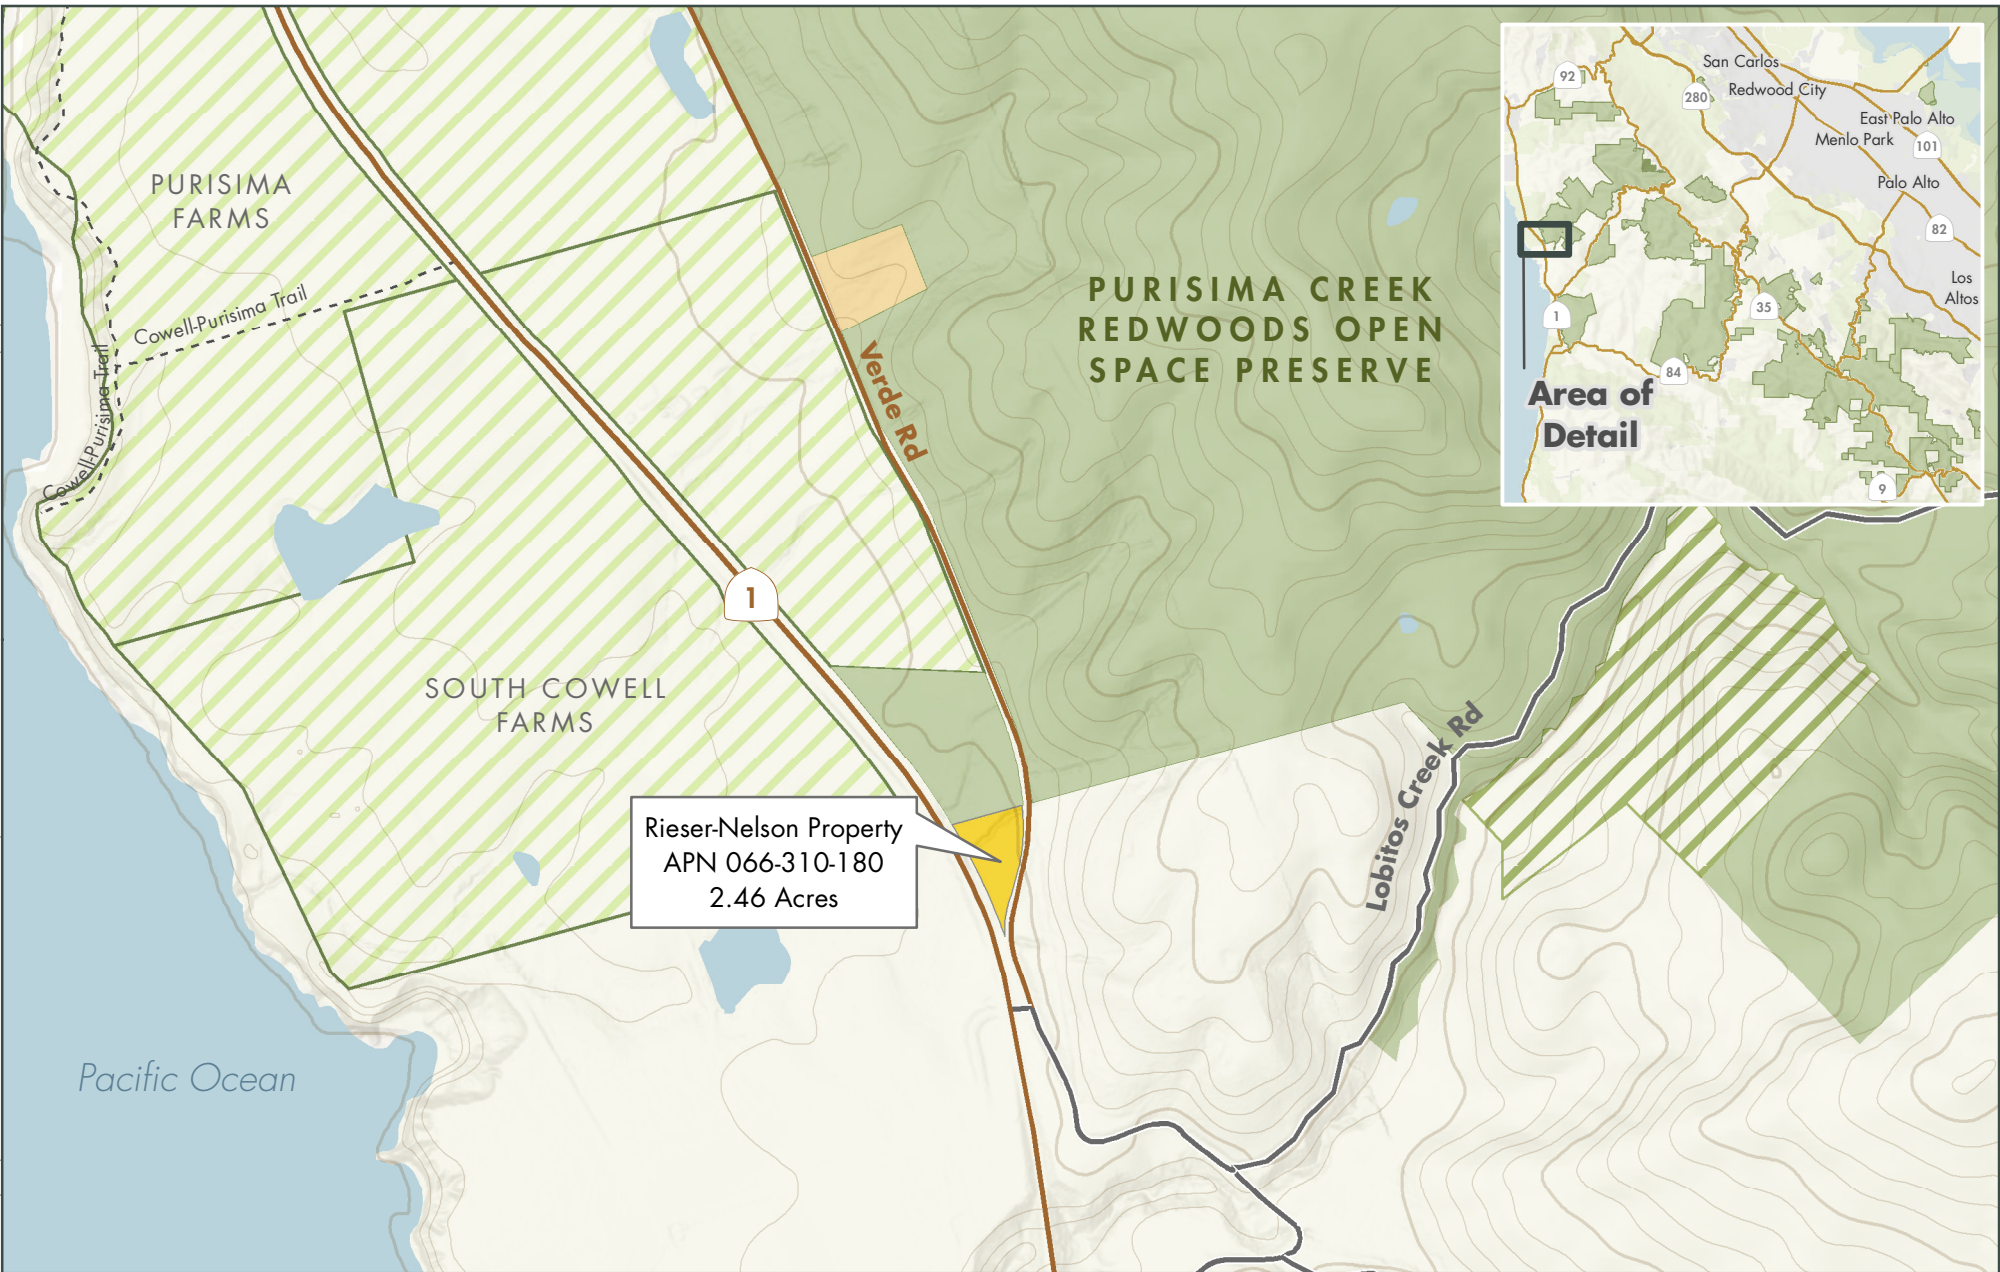 PURISIMA
FARMS
Cowell-Purisima Trail
Cowell-Purisima Trail
Verde Rd
PURISIMA CREEK
REDWOODS OPEN
SPACE PRESERVE
1
SOUTH COWELL
FARMS
Rieser-Nelson Property
APN 066-310-180
2.46 Acres
Lobitos Creek Rd
Pacific Ocean
92
280
San Carlos
Redwood City
East Palo Alto
Menlo Park
101
Palo Alto
82
Los
Altos
1
35
84
9
Area of
Detail